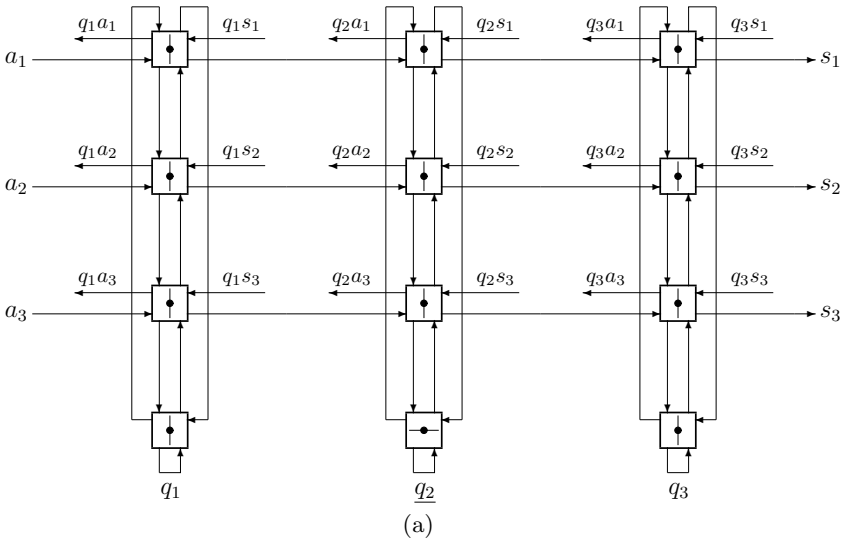 q₁a₁ q₁s₁ q₂a₁ q₂s₁ q₃a₁ q₃s₁
a₁ s₁
q₁a₂ q₁s₂ q₂a₂ q₂s₂ q₃a₂ q₃s₂
a₂ s₂
q₁a₃ q₁s₃ q₂a₃ q₂s₃ q₃a₃ q₃s₃
a₃ s₃
q₁ q₂ q₃
(a)